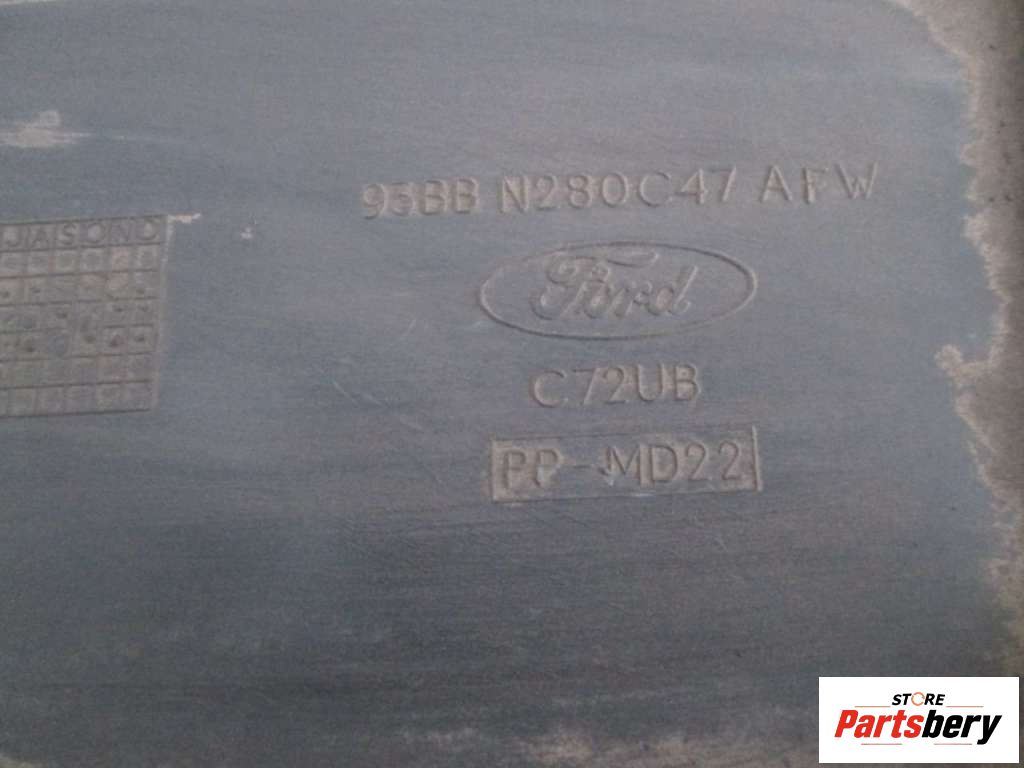 93BB N280C47 AFW
JASOND
Ford
C72UB
PP-MD22
STORE
Partsbery